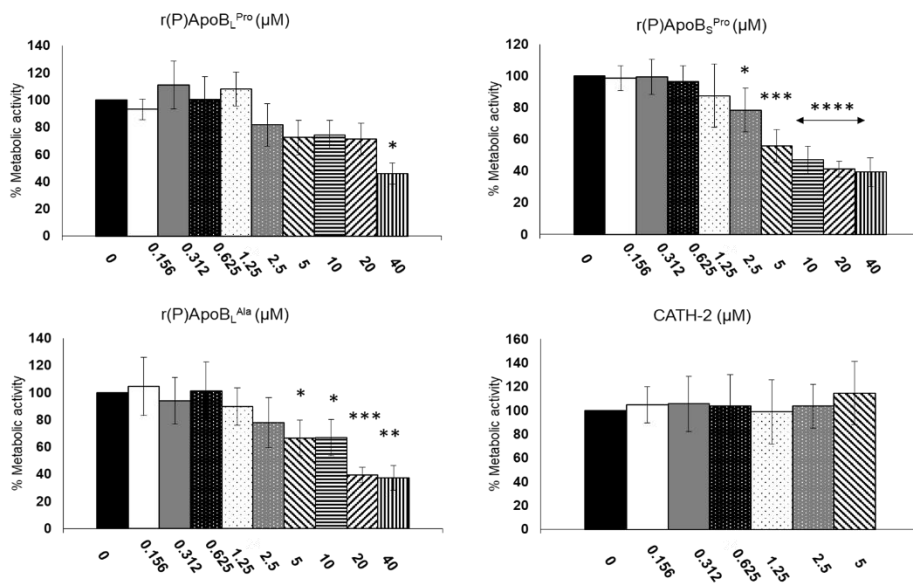 r(P)ApoB_L^Pro (µM)
% Metabolic activity
140
120
100
80
60
40
20
0
*
0 0.156 0.312 0.625 1.25 2.5 5 10 20 40
r(P)ApoB_S^Pro (µM)
% Metabolic activity
120
100
80
60
40
20
0
* *** ****
0 0.156 0.312 0.625 1.25 2.5 5 10 20 40
r(P)ApoB_L^Ala (µM)
% Metabolic activity
140
120
100
80
60
40
20
0
* * *** **
0 0.156 0.312 0.625 1.25 2.5 5 10 20 40
CATH-2 (µM)
% Metabolic activity
160
140
120
100
80
60
40
20
0
0 0.156 0.312 0.625 1.25 2.5 5